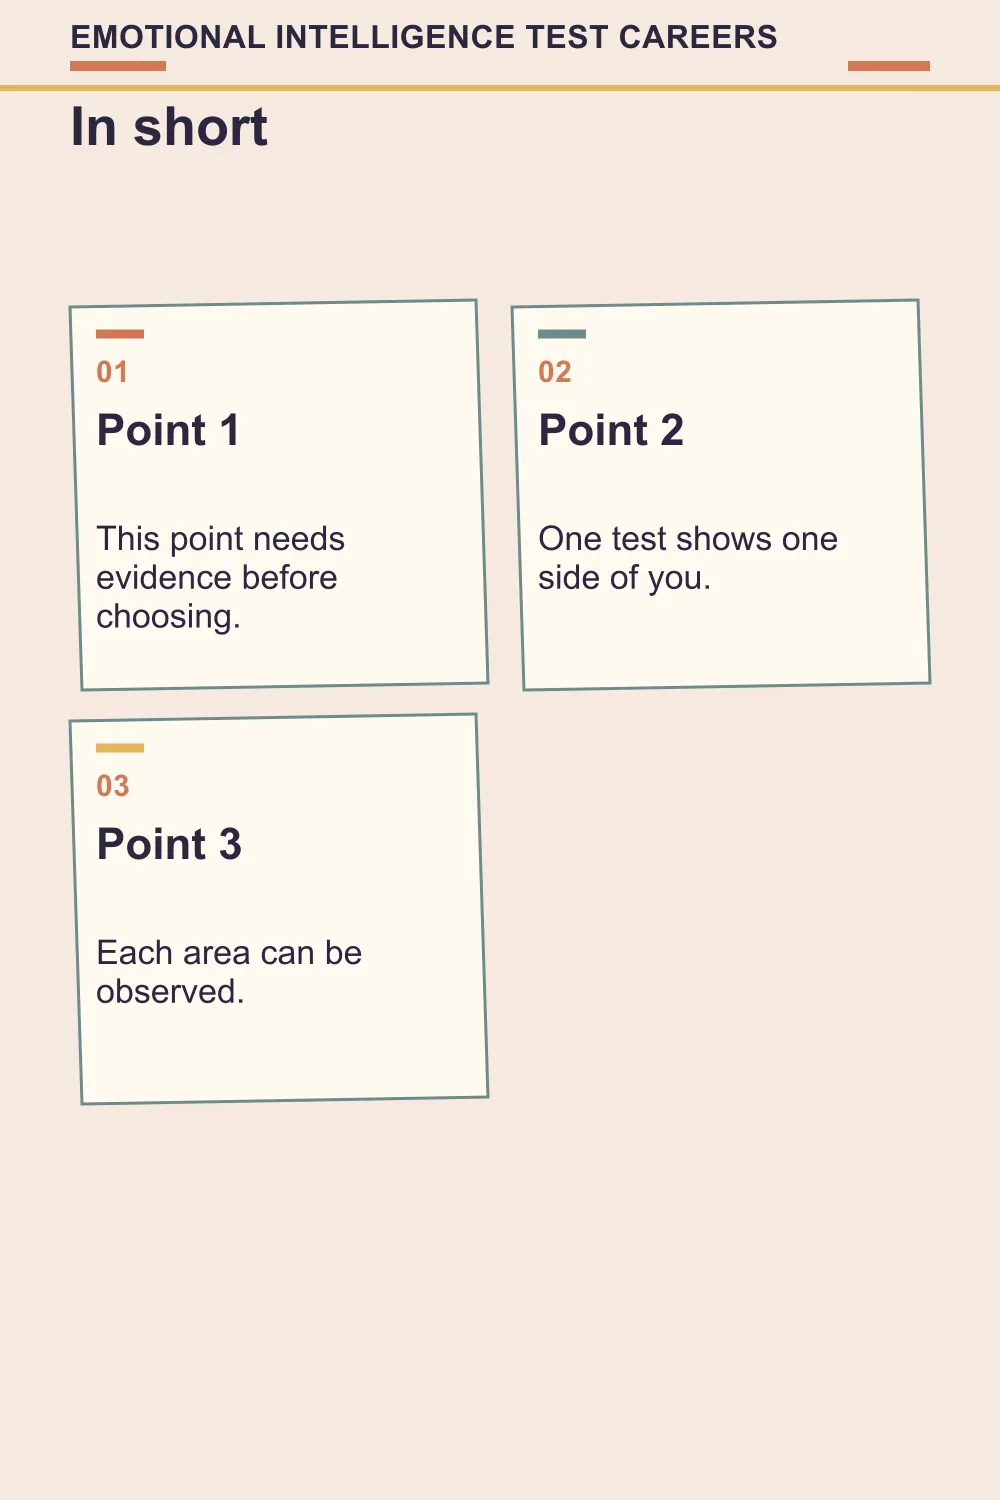 EMOTIONAL INTELLIGENCE TEST CAREERS
In short
01
Point 1
This point needs
evidence before
choosing.
02
Point 2
One test shows one
side of you.
03
Point 3
Each area can be
observed.